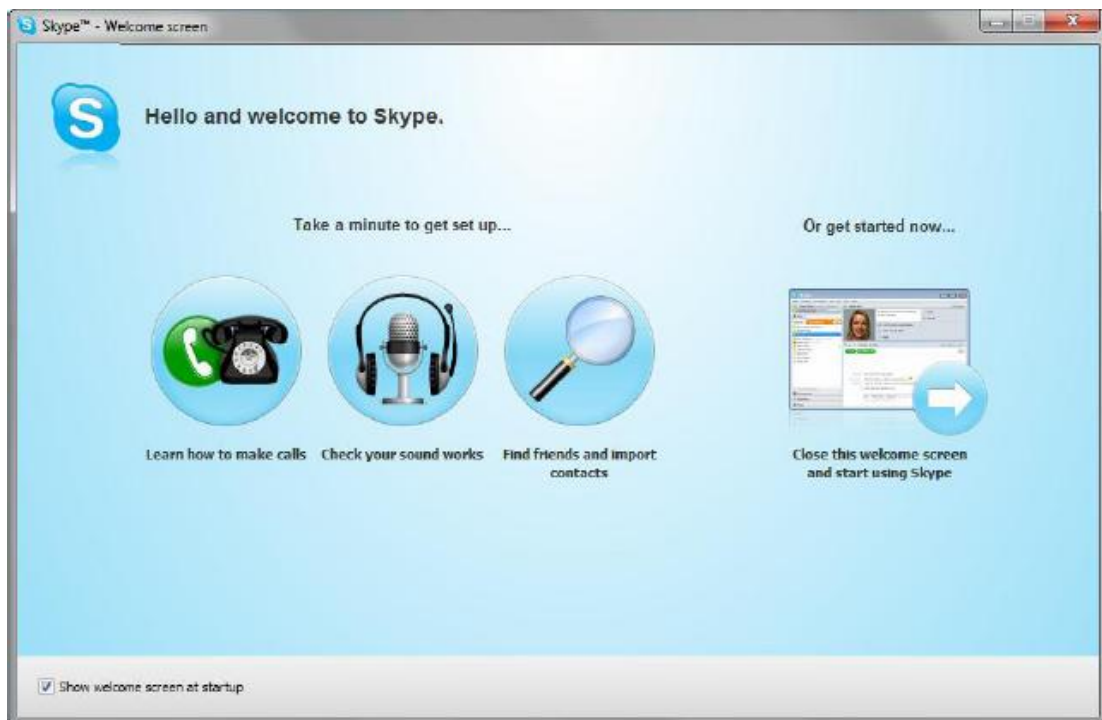 Skype™ - Welcome screen
S
Hello and welcome to Skype.
Take a minute to get set up...
Or get started now...
Learn how to make calls
Check your sound works
Find friends and import
contacts
Close this welcome screen
and start using Skype
Show welcome screen at startup